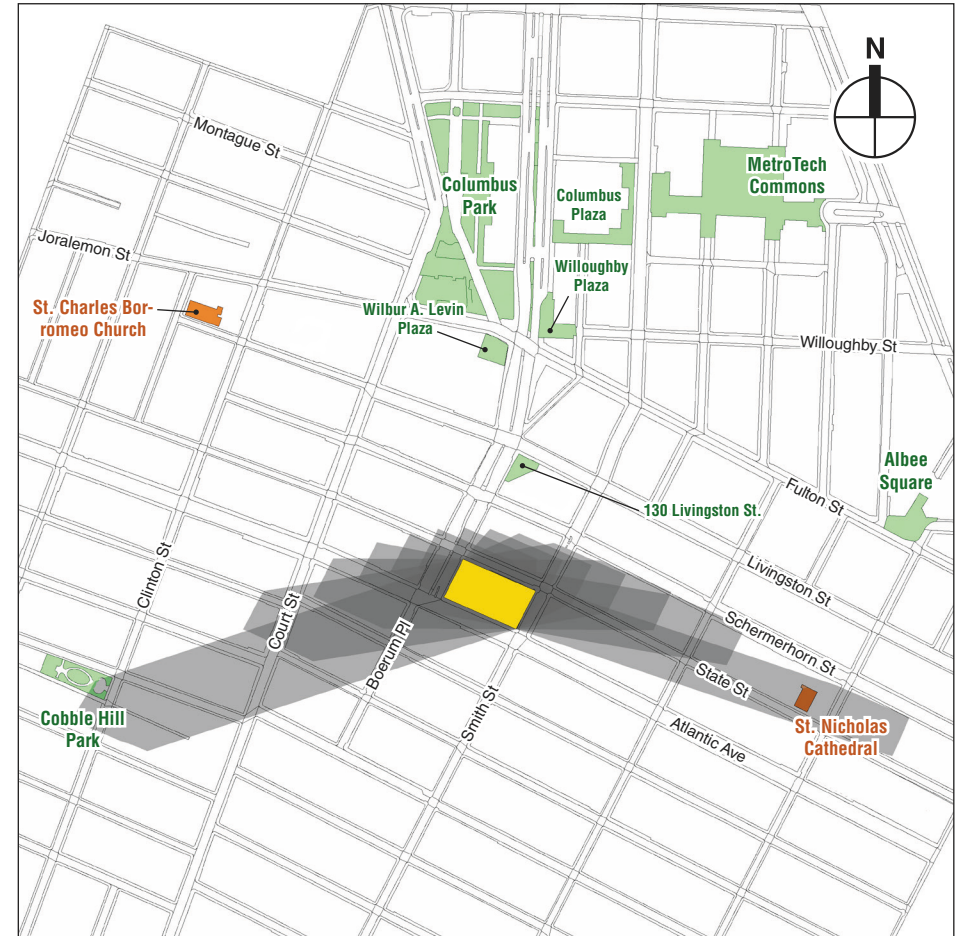 N
Montague St
MetroTech
Commons
Columbus
Park
Columbus
Plaza
Joralemon St
Willoughby
Plaza
St. Charles Bor-
romeo Church
Wilbur A. Levin
Plaza
Willoughby St
Albee
Square
Fulton St
130 Livingston St.
Livingston St
Clinton St
Court St
Schermerhorn St
Boerum Pl
State St
Smith St
Cobble Hill
Park
St. Nicholas
Cathedral
Atlantic Ave